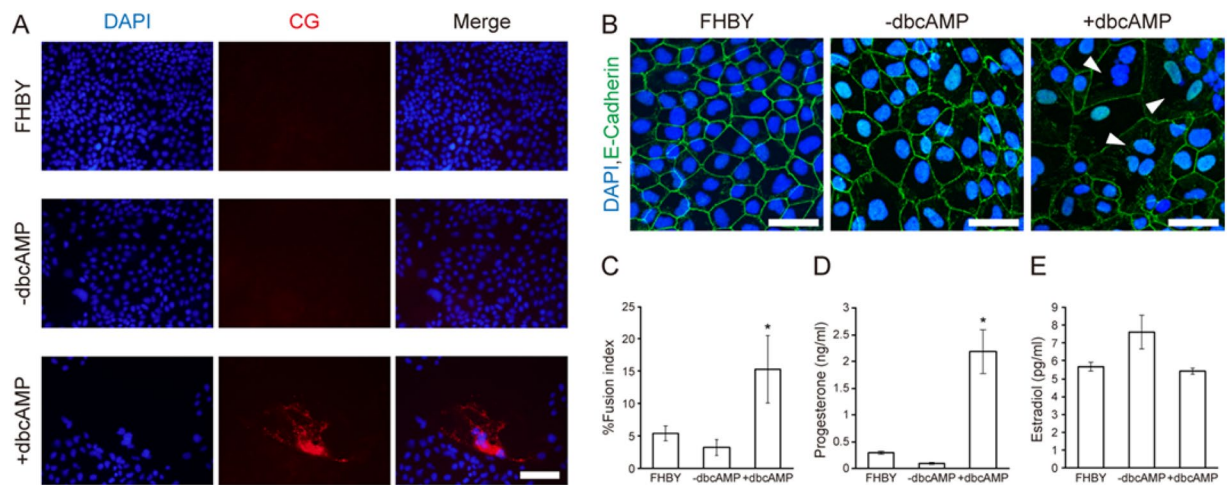 A
DAPI
CG
Merge
FHBY
-dbcAMP
+dbcAMP
B
FHBY
-dbcAMP
+dbcAMP
DAPI,E-Cadherin
C
%Fusion index
25
20
15
10
5
0
*
FHBY
-dbcAMP
+dbcAMP
D
Progesterone (ng/ml)
3
2.5
2
1.5
1
0.5
0
*
FHBY
-dbcAMP
+dbcAMP
E
Estradiol (pg/ml)
9
8
7
6
5
4
3
2
1
0
FHBY
-dbcAMP
+dbcAMP